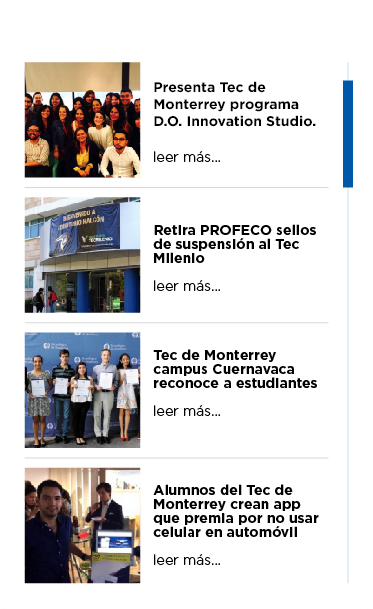 Presenta Tec de
Monterrey programa
D.O. Innovation Studio.
leer más...
BIENVENIDO A
TERRITORIO HALCÓN
TECMILENIO
Retira PROFECO sellos
de suspensión al Tec
Milenio
leer más...
Tec de Monterrey
campus Cuernavaca
reconoce a estudiantes
leer más...
Alumnos del Tec de
Monterrey crean app
que premia por no usar
celular en automóvil
leer más...